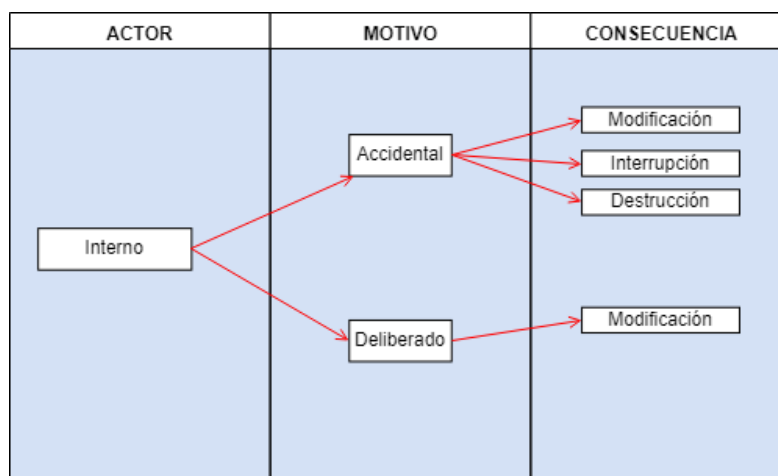 ACTOR
MOTIVO
CONSECUENCIA
Interno
Accidental
Deliberado
Modificación
Interrupción
Destrucción
Modificación